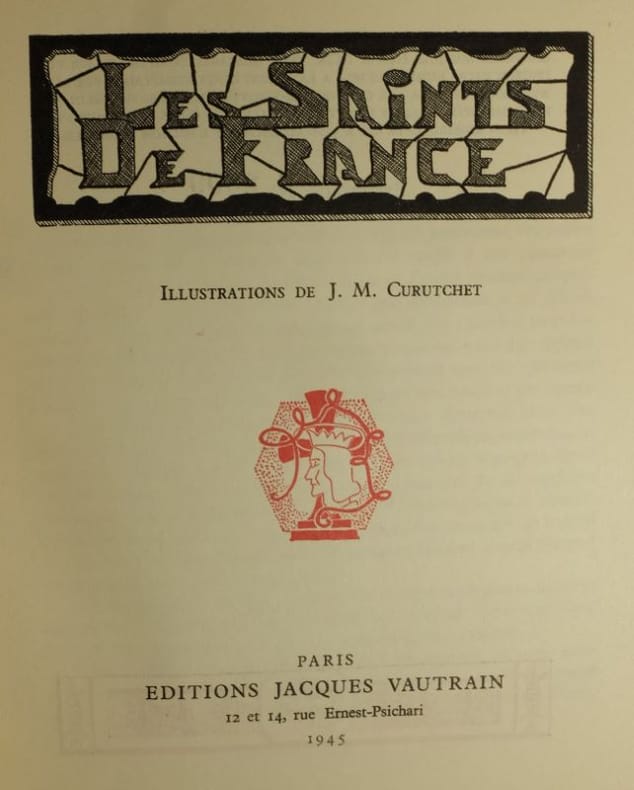 Les Saints
De France
Illustrations de J. M. Curutchet
PARIS
EDITIONS JACQUES VAUTRAIN
12 et 14, rue Ernest-Psichari
1945